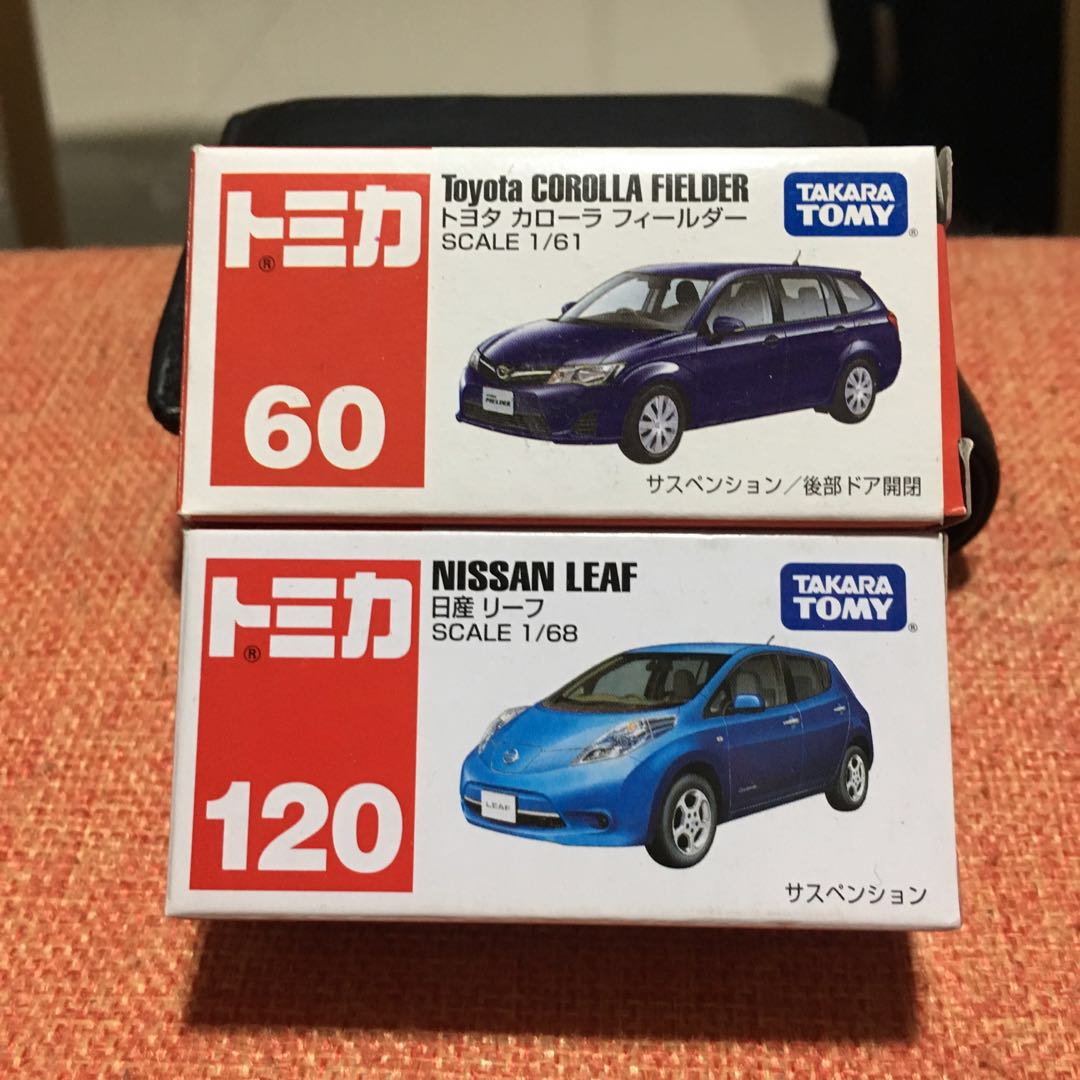 トミカ®
60
Toyota COROLLA FIELDER
トヨタ カローラ フィールダー
SCALE 1/61
TAKARA
TOMY®
FIELDER
サスペンション／後部ドア開閉
トミカ®
120
NISSAN LEAF
日産 リーフ
SCALE 1/68
TAKARA
TOMY®
LEAF
サスペンション